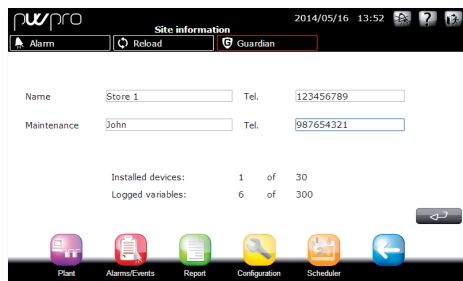 pwpro
Site information
2014/05/16 13:52
?
Alarm
Reload
G Guardian
Name Store 1 Tel. 123456789
Maintenance John Tel. 987654321
Installed devices: 1 of 30
Logged variables: 6 of 300
Plant Alarms/Events Report Configuration Scheduler